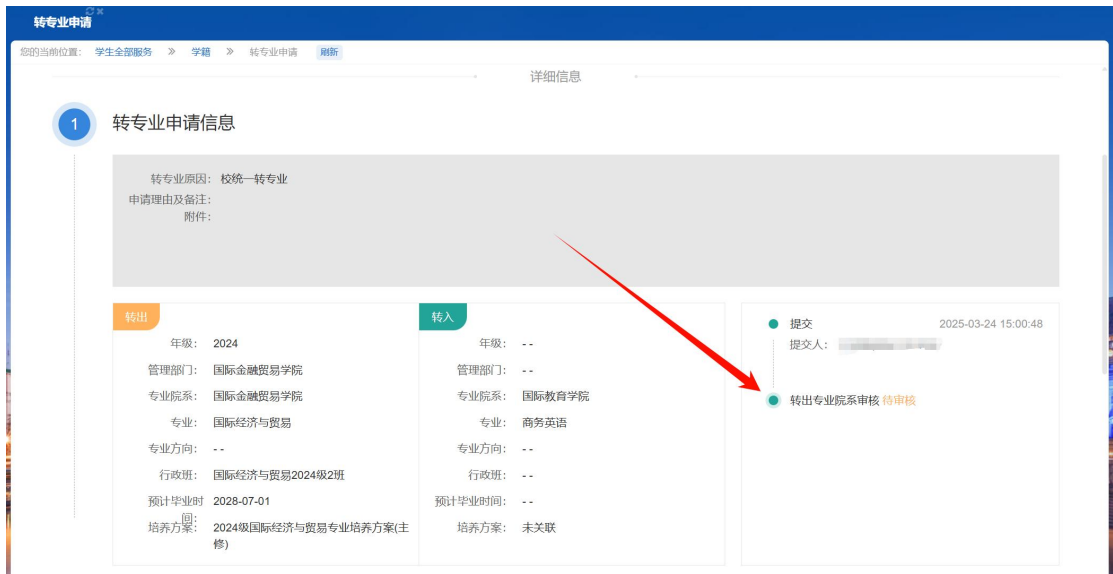 转专业申请
您的当前位置： 学生全部服务 » 学籍 » 转专业申请 刷新
详细信息
1 转专业申请信息
转专业原因： 校统一转专业
申请理由及备注：
附件：
转出
年级： 2024
管理部门： 国际金融贸易学院
专业院系： 国际金融贸易学院
专业： 国际经济与贸易
专业方向： --
行政班： 国际经济与贸易2024级2班
预计毕业时间： 2028-07-01
培养方案： 2024级国际经济与贸易专业培养方案(主
修)
转入
年级： --
管理部门： --
专业院系： 国际教育学院
专业： 商务英语
专业方向： --
行政班： --
预计毕业时间： --
培养方案： 未关联
提交 2025-03-24 15:00:48
提交人：
转出专业院系审核 待审核